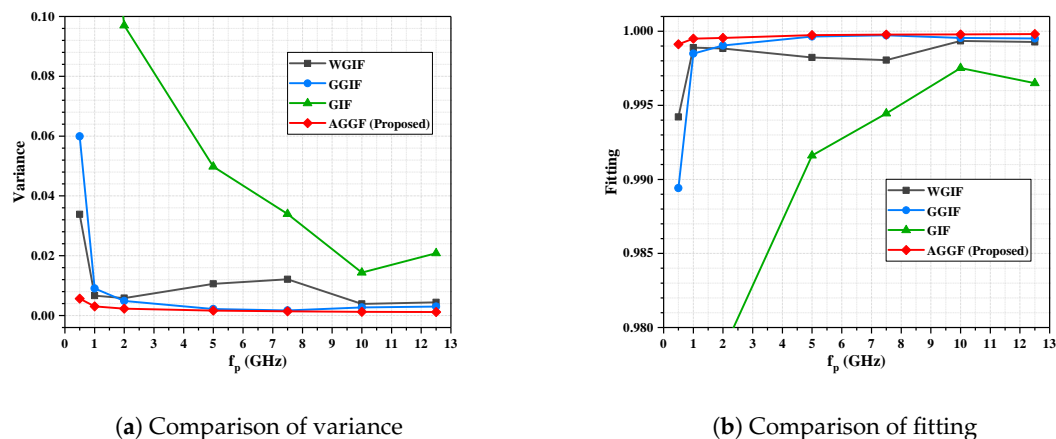 0.10
0.08
0.06
0.04
0.02
0.00
Variance
WGIF
GGIF
GIF
AGGF (Proposed)
0 1 2 3 4 5 6 7 8 9 10 11 12 13
f_p (GHz)
(a) Comparison of variance
1.000
0.995
0.990
0.985
0.980
Fitting
WGIF
GGIF
GIF
AGGF (Proposed)
0 1 2 3 4 5 6 7 8 9 10 11 12 13
f_p (GHz)
(b) Comparison of fitting